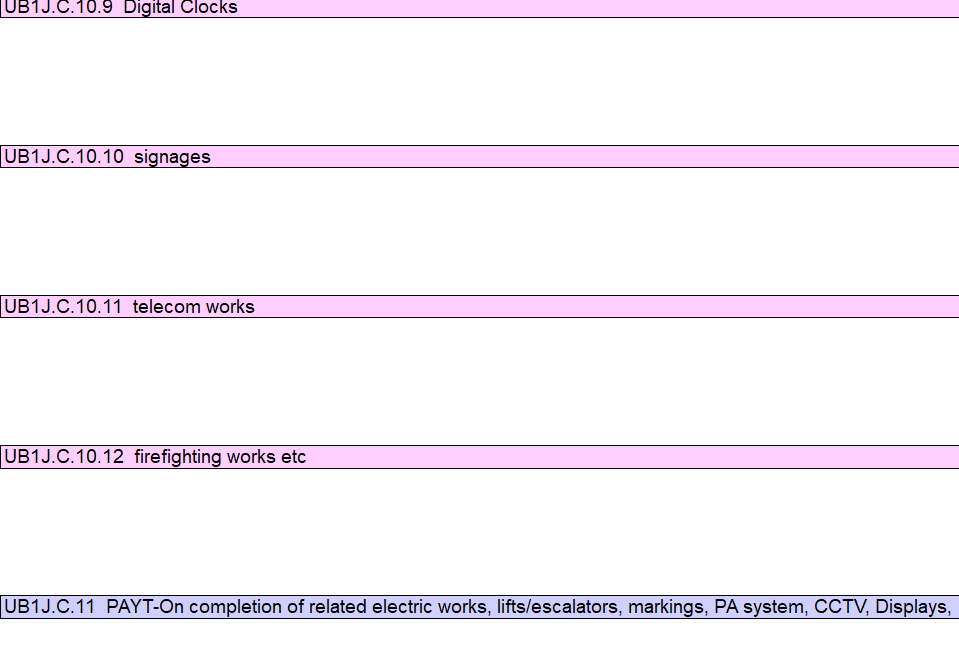 UB1J.C.10.9 Digital Clocks
UB1J.C.10.10 signages
UB1J.C.10.11 telecom works
UB1J.C.10.12 firefighting works etc
UB1J.C.11 PAYT-On completion of related electric works, lifts/escalators, markings, PA system, CCTV, Displays,